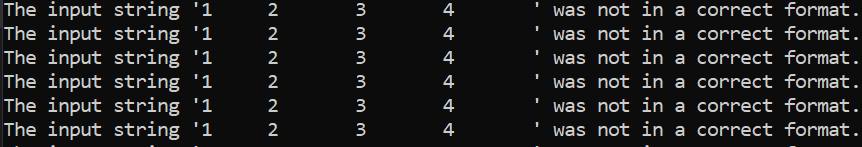 The input string '1     2      3      4       ' was not in a correct format.
The input string '1     2      3      4       ' was not in a correct format.
The input string '1     2      3      4       ' was not in a correct format.
The input string '1     2      3      4       ' was not in a correct format.
The input string '1     2      3      4       ' was not in a correct format.
The input string '1     2      3      4       ' was not in a correct format.